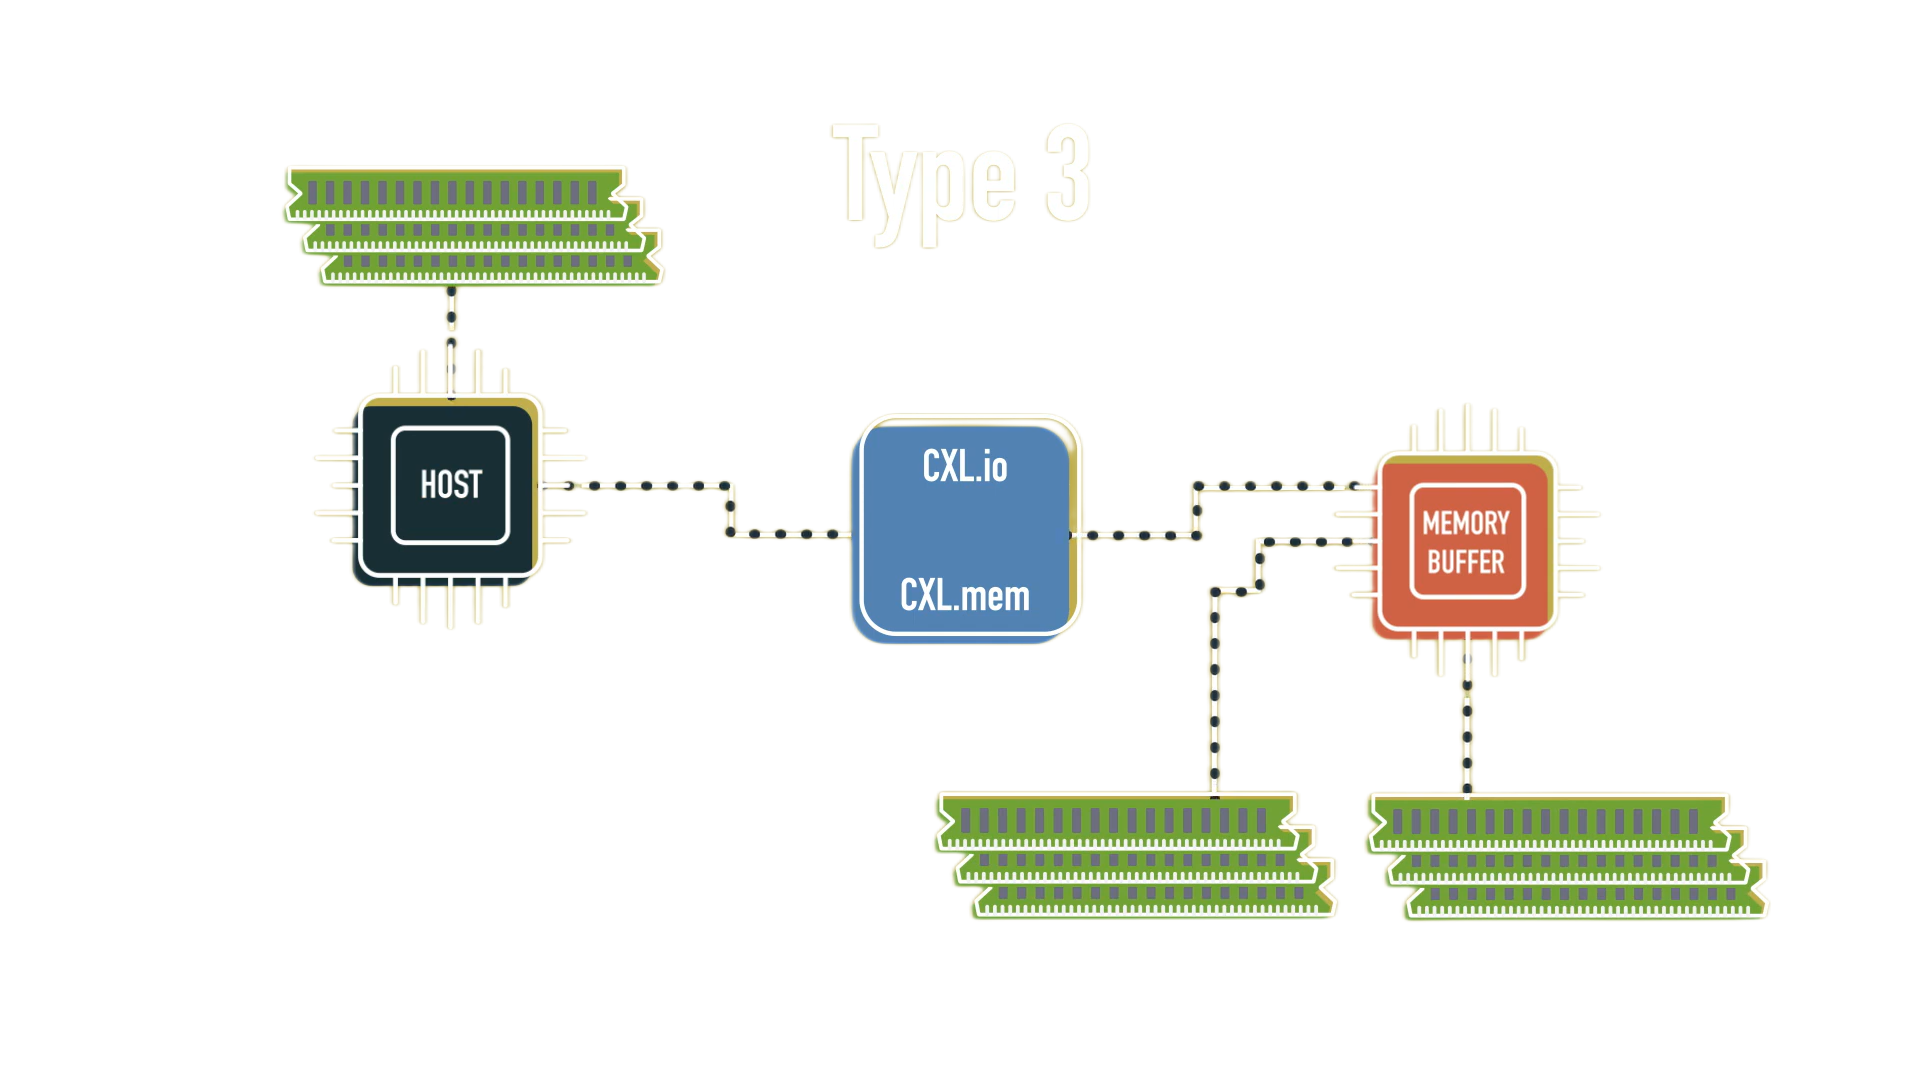 Type 3
HOST
CXL.io
CXL.mem
MEMORY
BUFFER